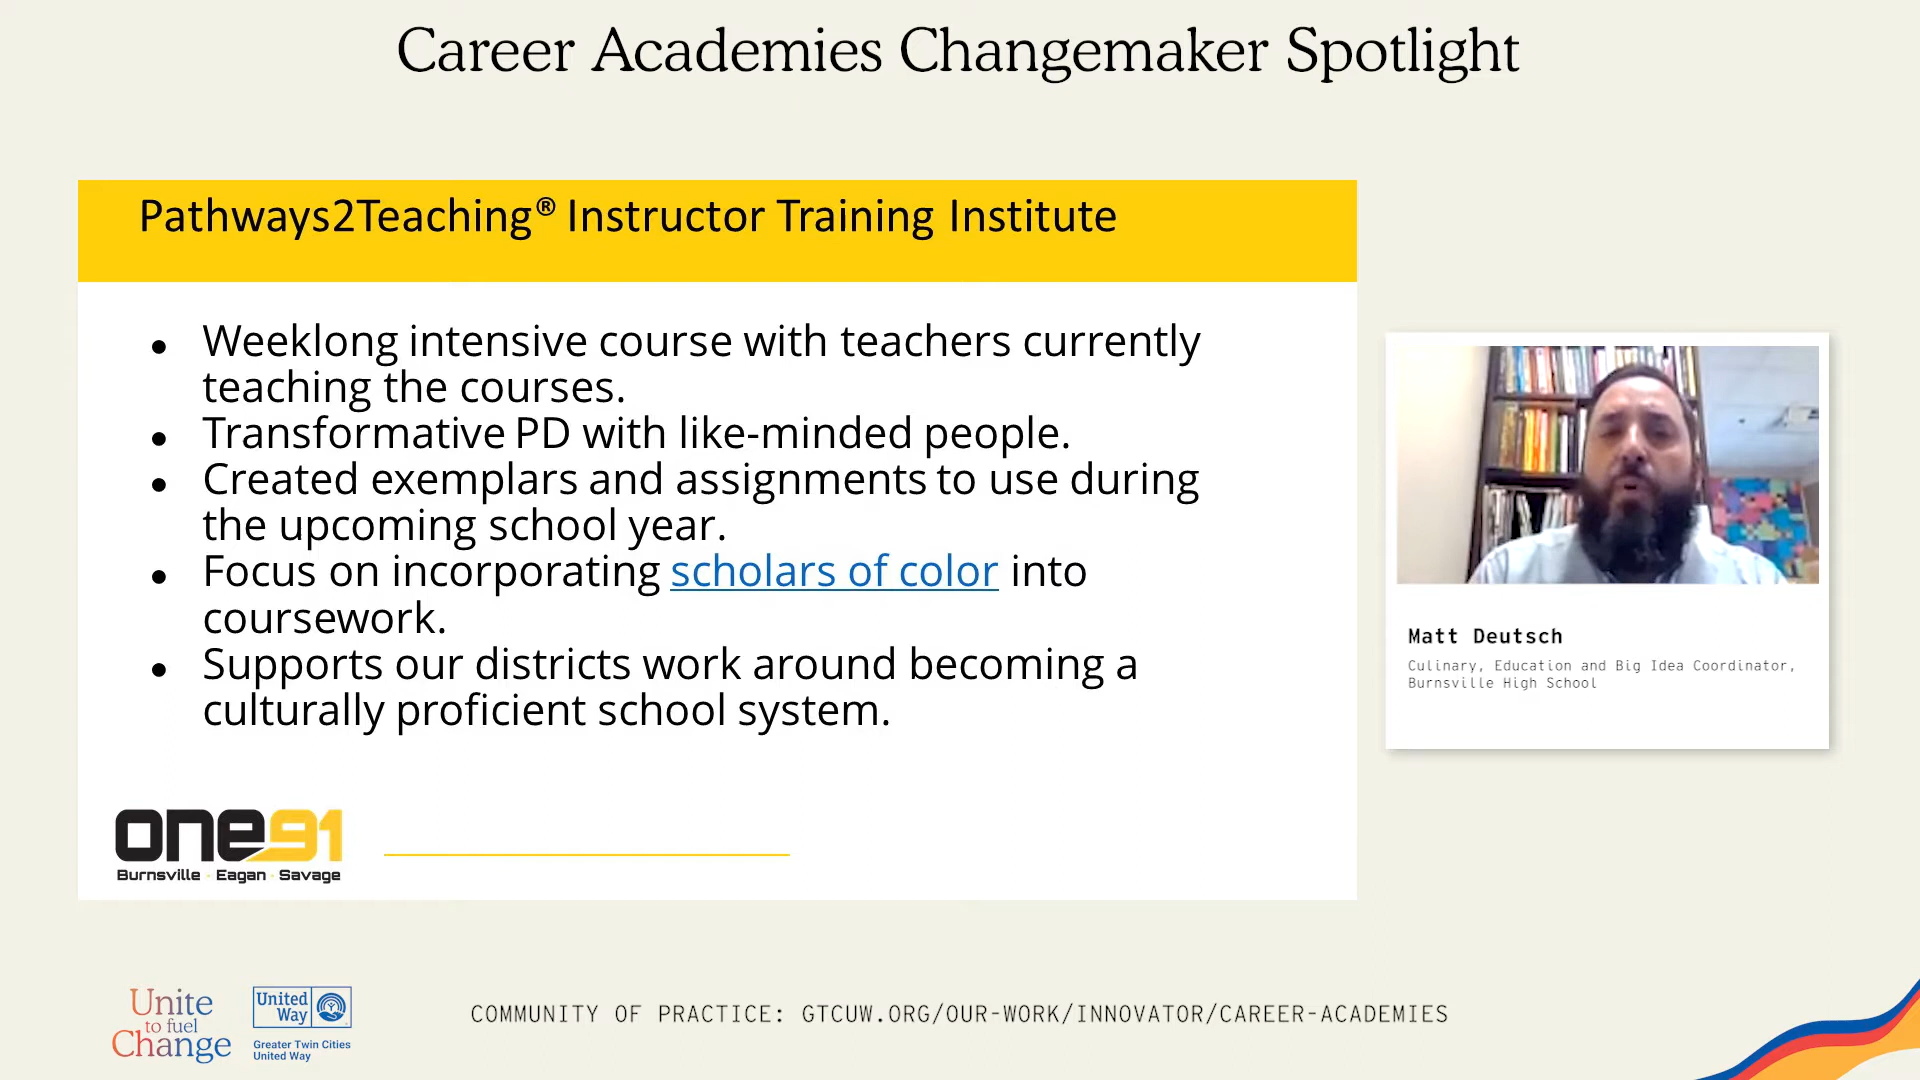 Career Academies Changemaker Spotlight
Pathways2Teaching® Instructor Training Institute
● Weeklong intensive course with teachers currently
teaching the courses.
● Transformative PD with like-minded people.
● Created exemplars and assignments to use during
the upcoming school year.
● Focus on incorporating scholars of color into
coursework.
● Supports our districts work around becoming a
culturally proficient school system.
Matt Deutsch
Culinary, Education and Big Idea Coordinator,
Burnsville High School
one91
Burnsville · Eagan · Savage
Unite
to fuel
Change
United
Way
Greater Twin Cities
United Way
COMMUNITY OF PRACTICE: GTCUW.ORG/OUR-WORK/INNOVATOR/CAREER-ACADEMIES